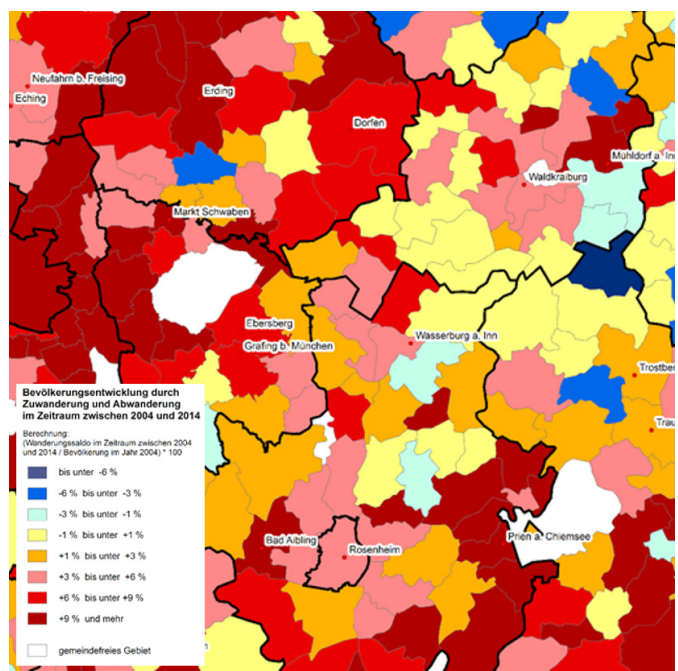 Neufahrn b. Freising
Eching
Erding
Dorfen
Mühldorf a. Inn
Waldkraiburg
Markt Schwaben
Ebersberg
Grafing b. München
Wasserburg a. Inn
Trostber
Trau
Bevölkerungsentwicklung durch
Zuwanderung und Abwanderung
im Zeitraum zwischen 2004 und 2014
Berechnung:
(Wanderungssaldo im Zeitraum zwischen 2004
und 2014 / Bevölkerung im Jahr 2004) * 100
bis unter -6 %
-6 % bis unter -3 %
-3 % bis unter -1 %
-1 % bis unter +1 %
+1 % bis unter +3 %
+3 % bis unter +6 %
+6 % bis unter +9 %
+9 % und mehr
gemeindefreies Gebiet
Bad Aibling
Rosenheim
Prien a. Chiemsee